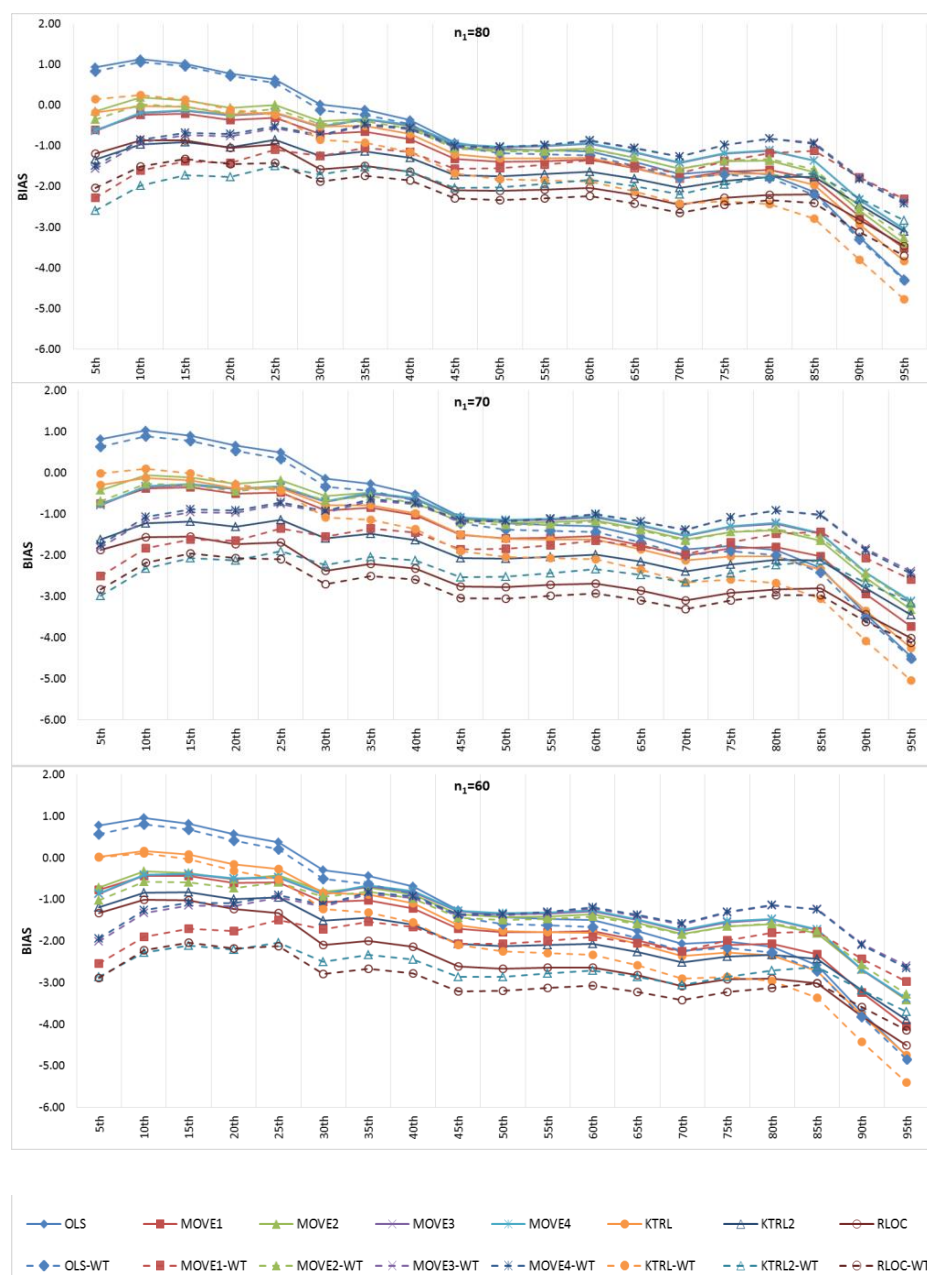 n₁=80
2.00
1.00
0.00
-1.00
-2.00
-3.00
-4.00
-5.00
-6.00
BIAS
5th 10th 15th 20th 25th 30th 35th 40th 45th 50th 55th 60th 65th 70th 75th 80th 85th 90th 95th
n₁=70
2.00
1.00
0.00
-1.00
-2.00
-3.00
-4.00
-5.00
-6.00
BIAS
5th 10th 15th 20th 25th 30th 35th 40th 45th 50th 55th 60th 65th 70th 75th 80th 85th 90th 95th
n₁=60
2.00
1.00
0.00
-1.00
-2.00
-3.00
-4.00
-5.00
-6.00
BIAS
5th 10th 15th 20th 25th 30th 35th 40th 45th 50th 55th 60th 65th 70th 75th 80th 85th 90th 95th
OLS MOVE1 MOVE2 MOVE3 MOVE4 KTRL KTRL2 RLOC
OLS-WT MOVE1-WT MOVE2-WT MOVE3-WT MOVE4-WT KTRL-WT KTRL2-WT RLOC-WT